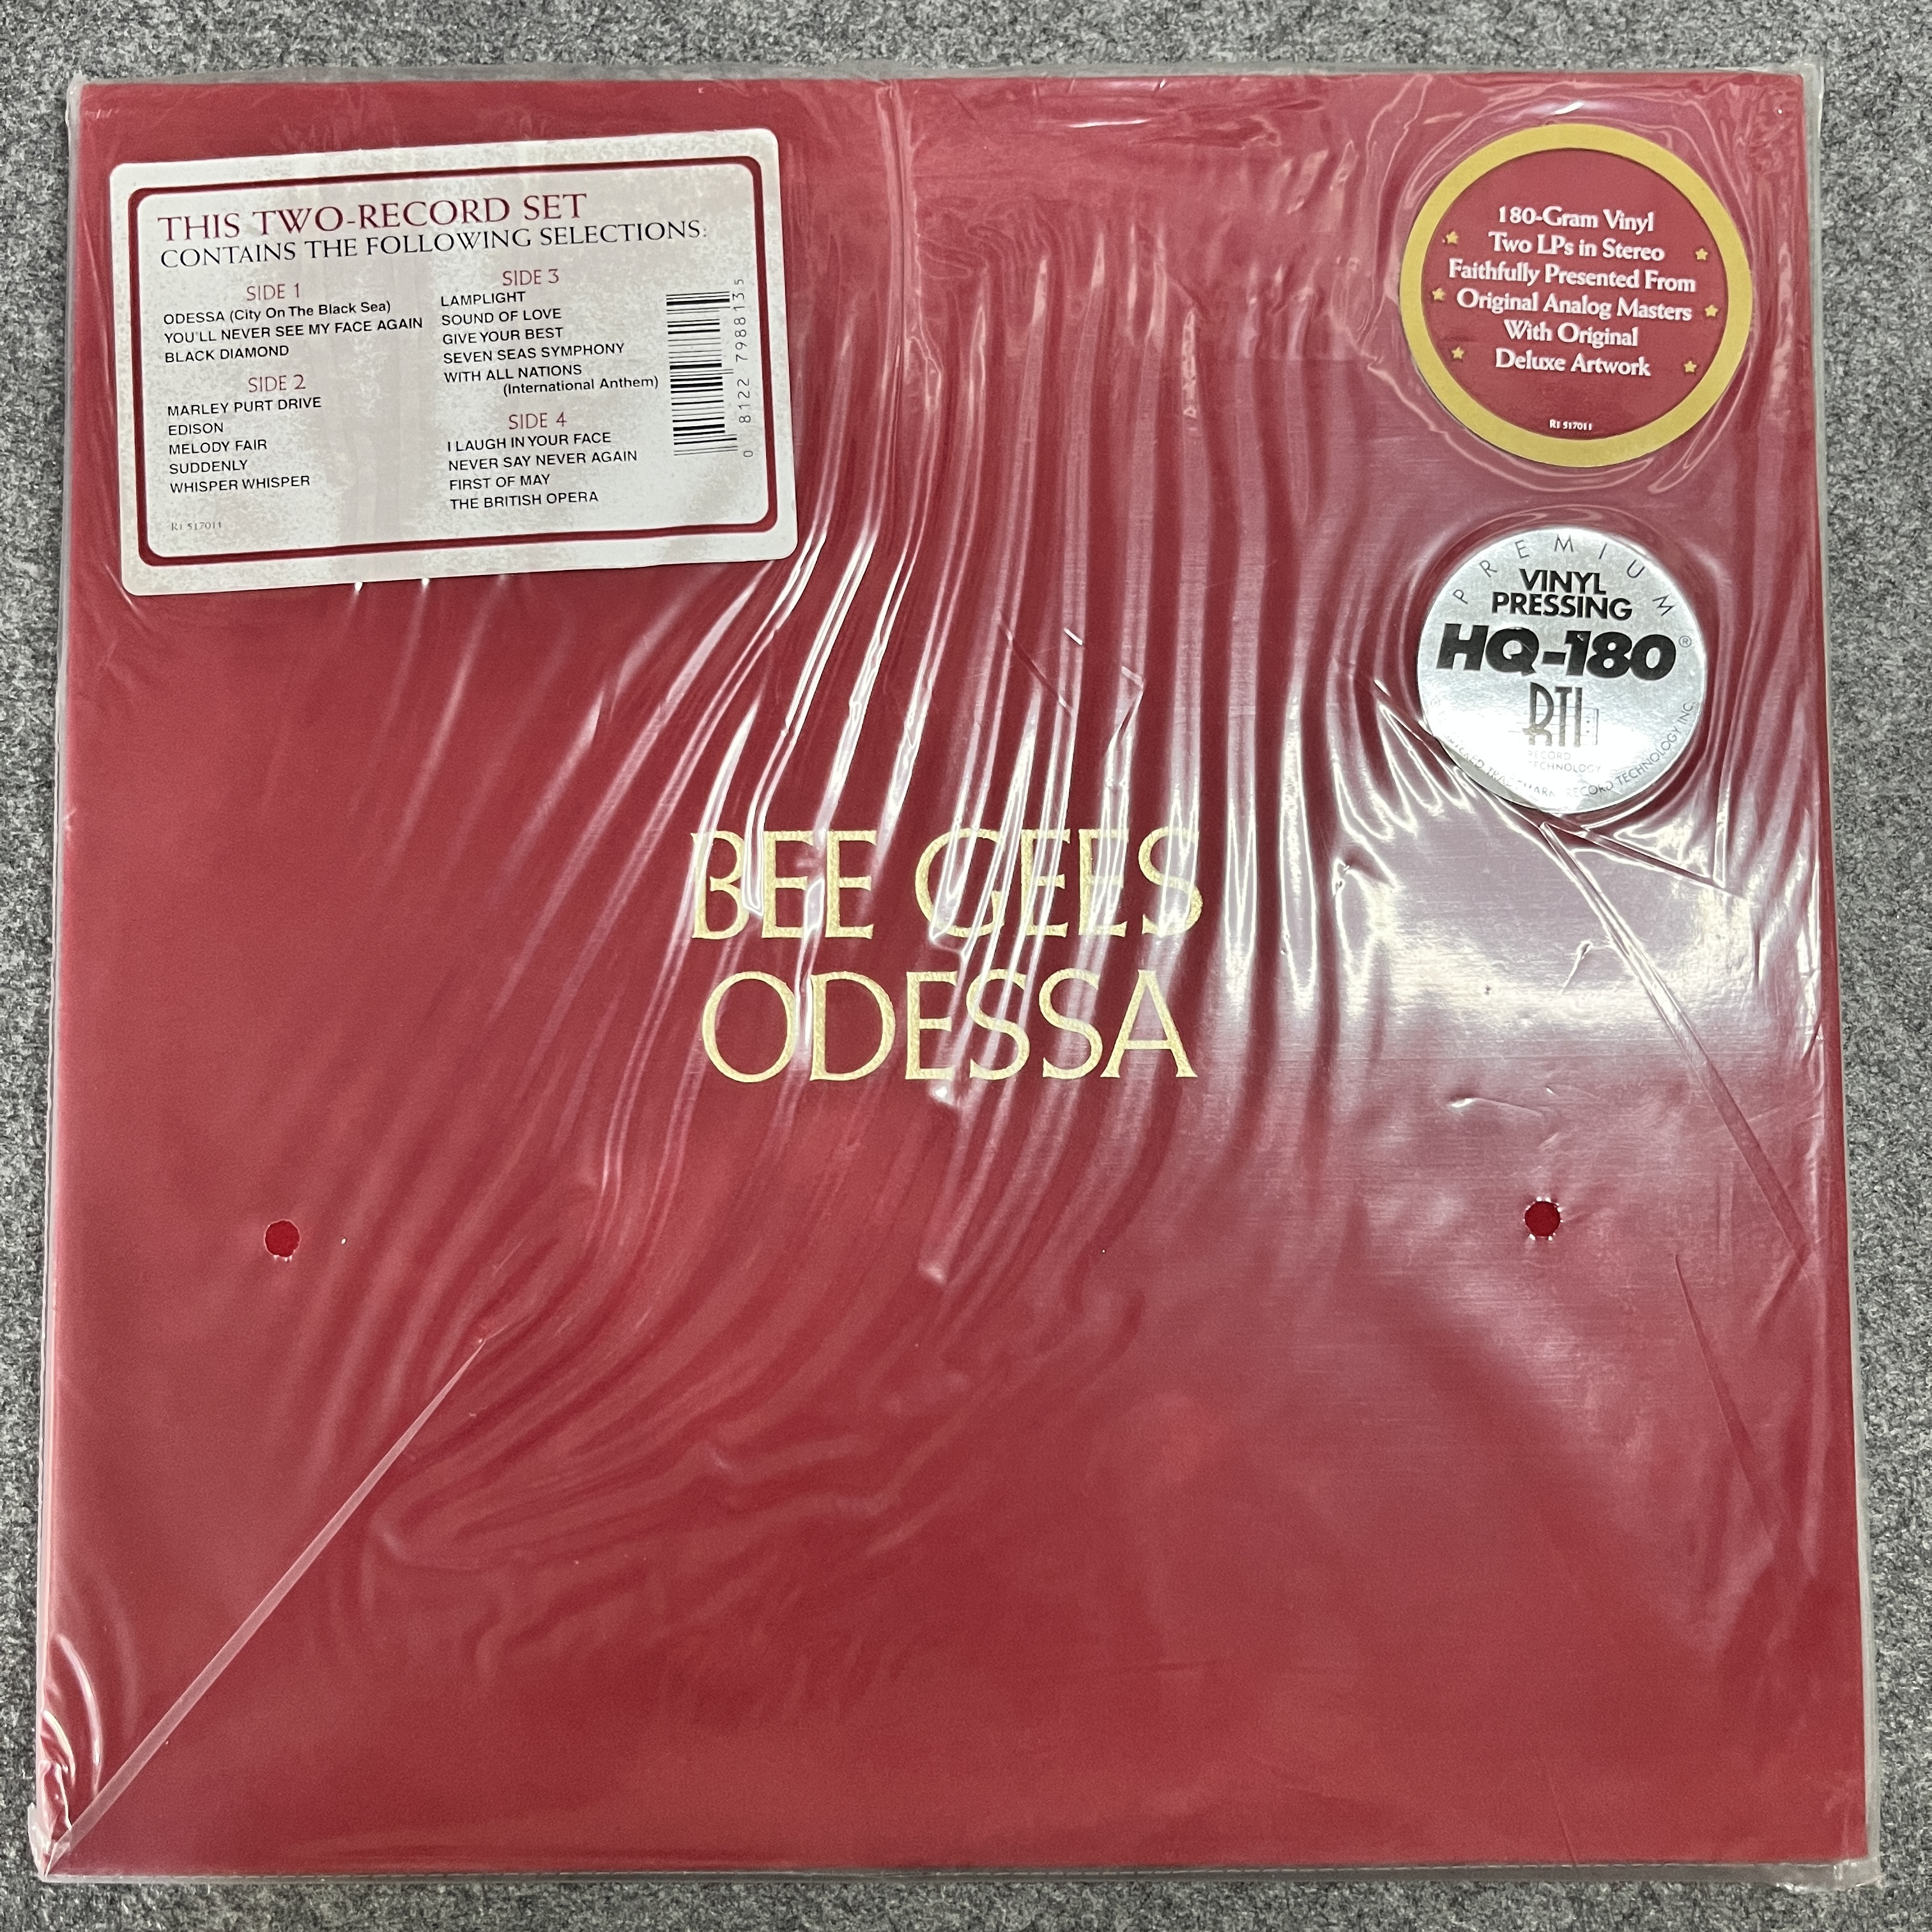 THIS TWO-RECORD SET
CONTAINS THE FOLLOWING SELECTIONS:
SIDE 1
ODESSA (City On The Black Sea)
YOU'LL NEVER SEE MY FACE AGAIN
BLACK DIAMOND
SIDE 2
MARLEY PURT DRIVE
EDISON
MELODY FAIR
SUDDENLY
WHISPER WHISPER
R1 517011
SIDE 3
LAMPLIGHT
SOUND OF LOVE
GIVE YOUR BEST
SEVEN SEAS SYMPHONY
WITH ALL NATIONS
(International Anthem)
SIDE 4
I LAUGH IN YOUR FACE
NEVER SAY NEVER AGAIN
FIRST OF MAY
THE BRITISH OPERA
0 8122 79881 3 5
180-Gram Vinyl
Two LPs in Stereo
Faithfully Presented From
Original Analog Masters
With Original
Deluxe Artwork
R1 517011
PREMIUM
VINYL
PRESSING
HQ-180®
RTI
RECORD
TECHNOLOGY
RECORD TECHNOLOGY INC.
BEE GEES
ODESSA